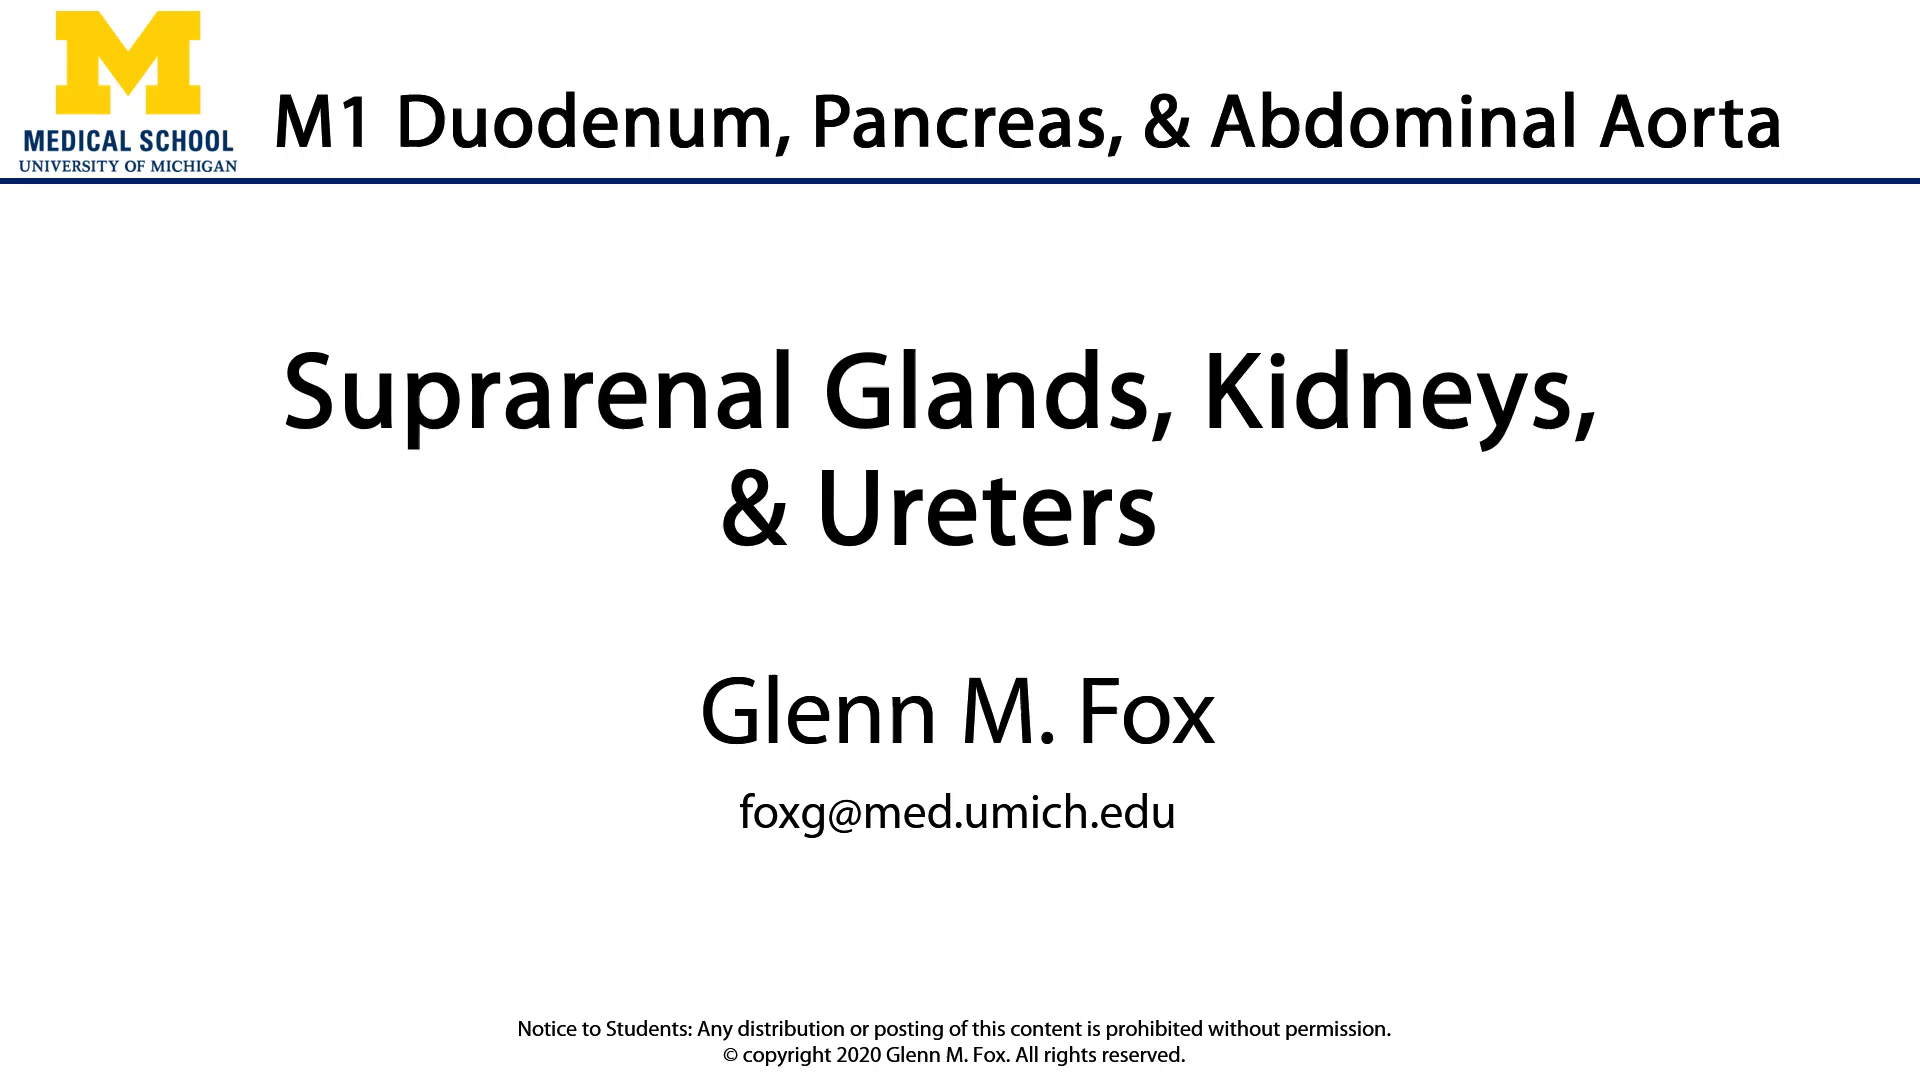 M
MEDICAL SCHOOL
UNIVERSITY OF MICHIGAN
M1 Duodenum, Pancreas, & Abdominal Aorta
Suprarenal Glands, Kidneys,
& Ureters
Glenn M. Fox
foxg@med.umich.edu
Notice to Students: Any distribution or posting of this content is prohibited without permission.
© copyright 2020 Glenn M. Fox. All rights reserved.